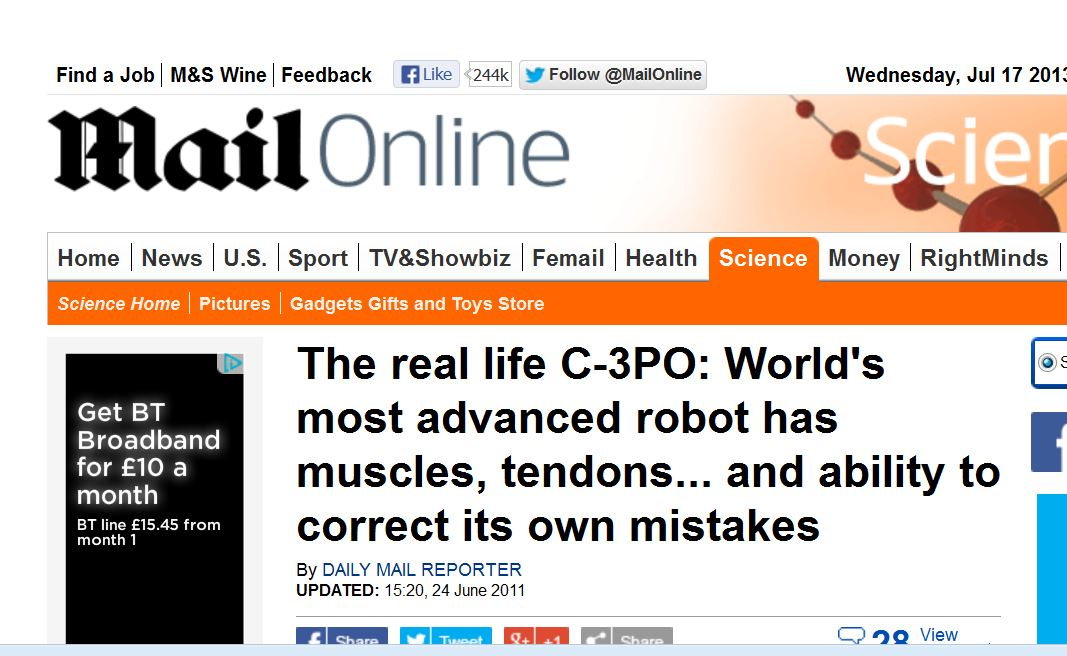 Find a Job M&S Wine Feedback Like 244k Follow @MailOnline Wednesday, Jul 17 2013
Mail Online Scien
Home News U.S. Sport TV&Showbiz Femail Health Science Money RightMinds
Science Home Pictures Gadgets Gifts and Toys Store
Get BT
Broadband
for £10 a
month
BT line £15.45 from
month 1
The real life C-3PO: World's
most advanced robot has
muscles, tendons... and ability to
correct its own mistakes
By DAILY MAIL REPORTER
UPDATED: 15:20, 24 June 2011
Share Tweet +1 Share 28 View
S